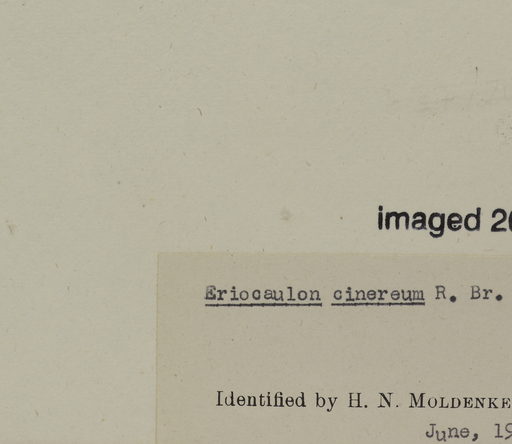 imaged 2
Eriocaulon cinereum R. Br.
Identified by H. N. MOLDENKE
June, 19